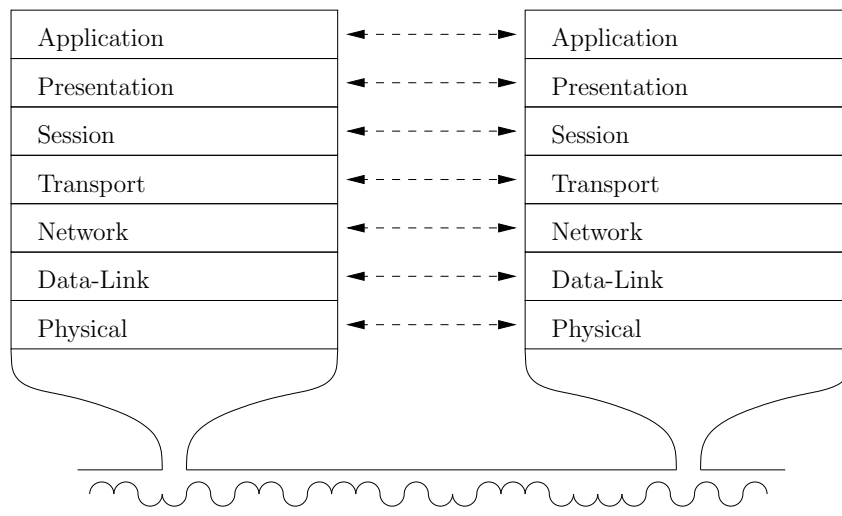 Application
Application
Presentation
Presentation
Session
Session
Transport
Transport
Network
Network
Data-Link
Data-Link
Physical
Physical